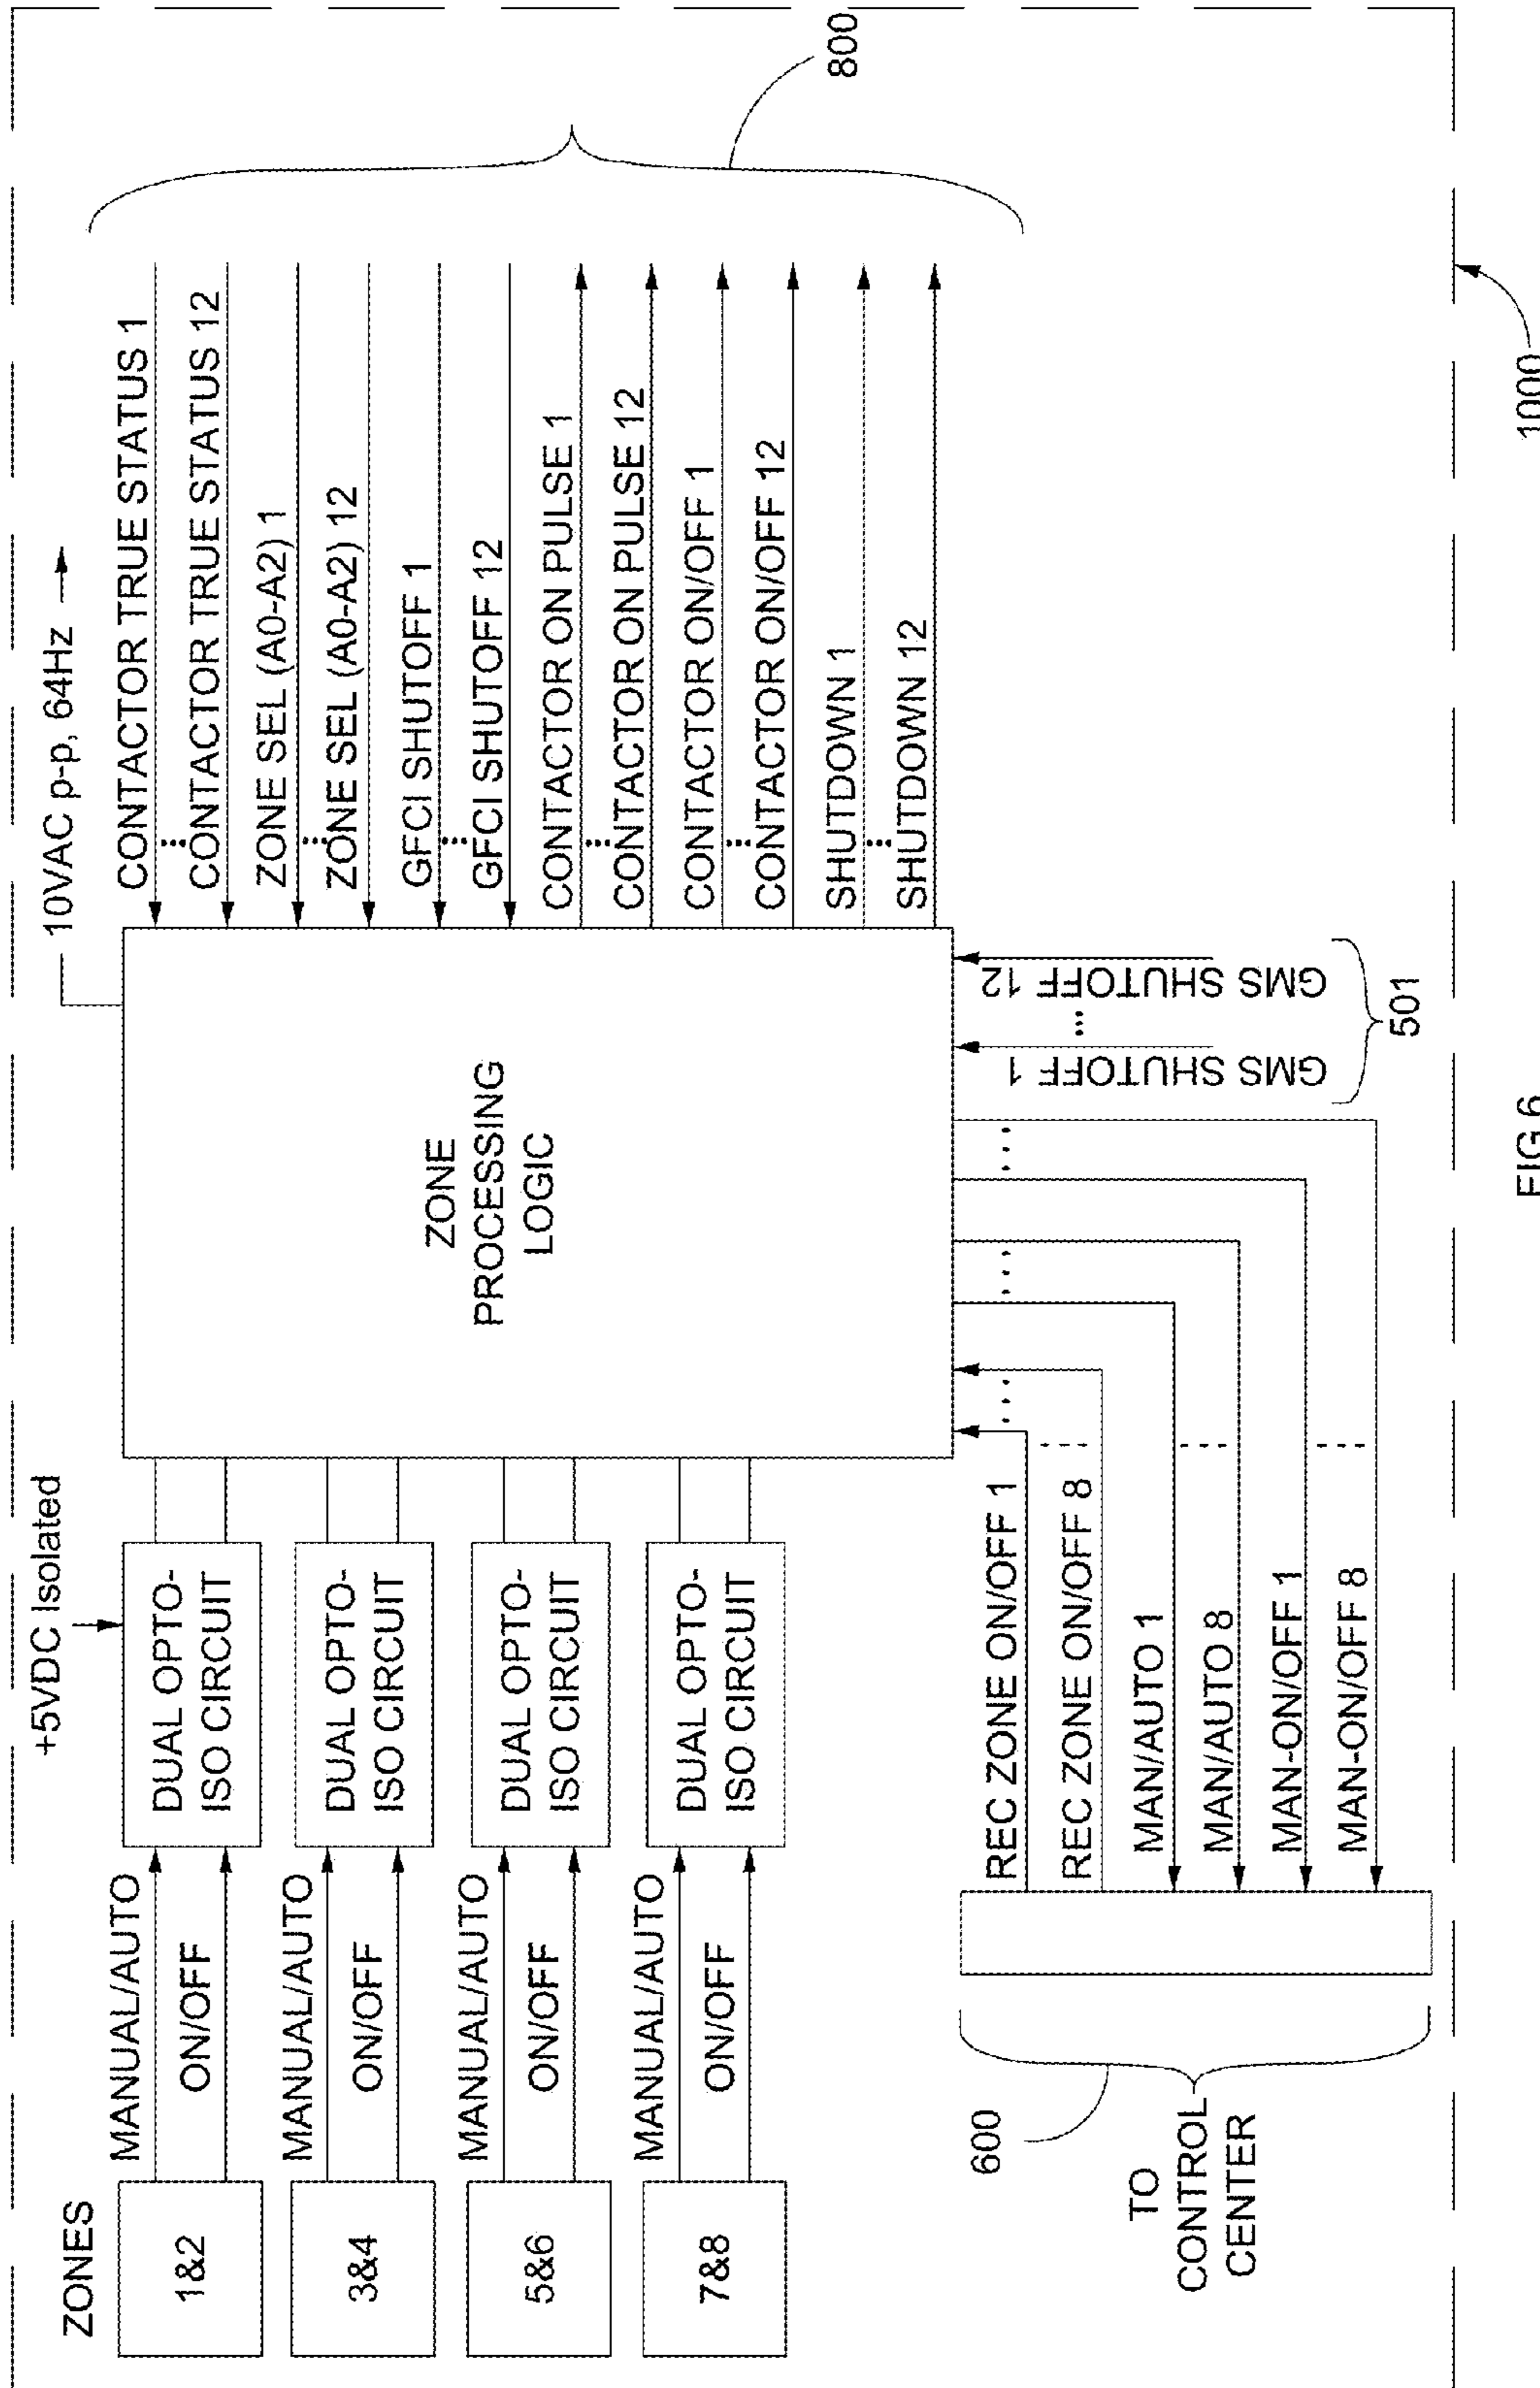 ZONES
+5VDC Isolated
10VAC p-p, 64Hz
1&2
MANUAL/AUTO
ON/OFF
DUAL OPTO-
ISO CIRCUIT
3&4
MANUAL/AUTO
ON/OFF
DUAL OPTO-
ISO CIRCUIT
5&6
MANUAL/AUTO
ON/OFF
DUAL OPTO-
ISO CIRCUIT
7&8
MANUAL/AUTO
ON/OFF
DUAL OPTO-
ISO CIRCUIT
ZONE
PROCESSING
LOGIC
CONTACTOR TRUE STATUS 1
CONTACTOR TRUE STATUS 12
ZONE SEL (A0-A2) 1
ZONE SEL (A0-A2) 12
GFCI SHUTOFF 1
GFCI SHUTOFF 12
CONTACTOR ON PULSE 1
CONTACTOR ON PULSE 12
CONTACTOR ON/OFF 1
CONTACTOR ON/OFF 12
SHUTDOWN 1
SHUTDOWN 12
800
600
TO
CONTROL
CENTER
REC ZONE ON/OFF 1
REC ZONE ON/OFF 8
MAN/AUTO 1
MAN/AUTO 8
MAN-ON/OFF 1
MAN-ON/OFF 8
GMS SHUTOFF 1
GMS SHUTOFF 12
501
1000
FIG.6